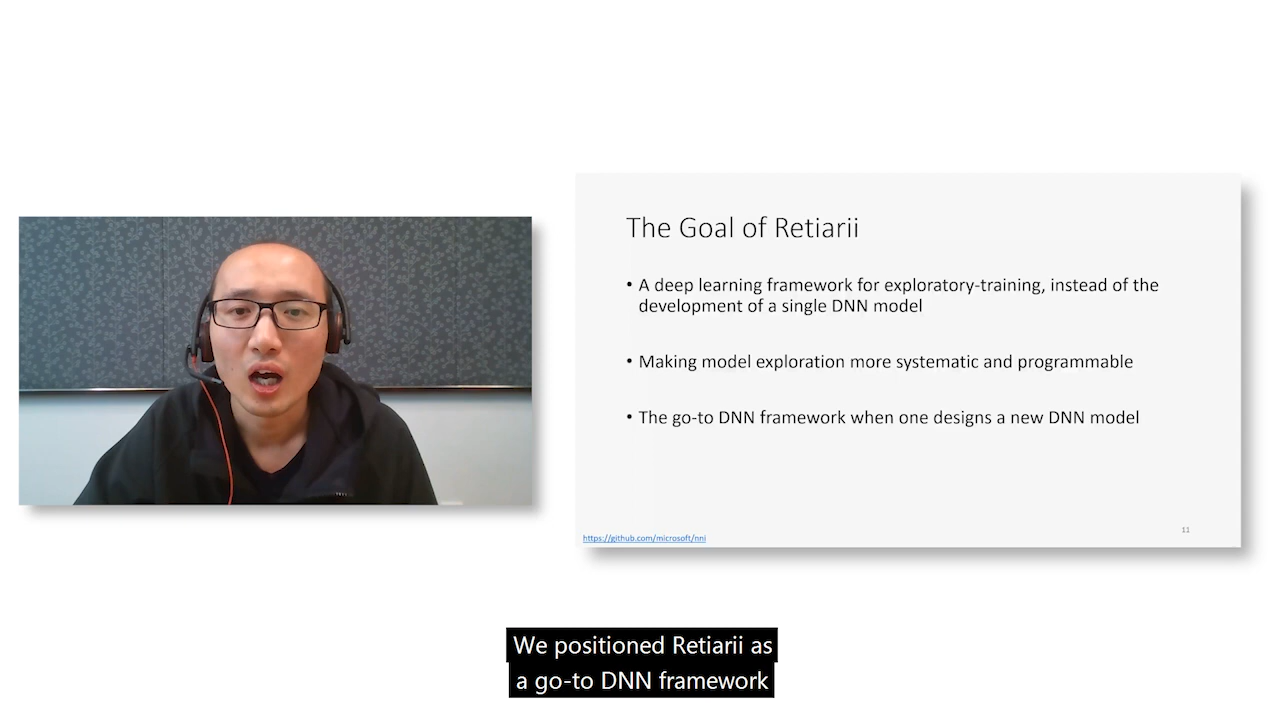 The Goal of Retiarii
• A deep learning framework for exploratory-training, instead of the
development of a single DNN model
• Making model exploration more systematic and programmable
• The go-to DNN framework when one designs a new DNN model
11
https://github.com/microsoft/nni
We positioned Retiarii as
a go-to DNN framework